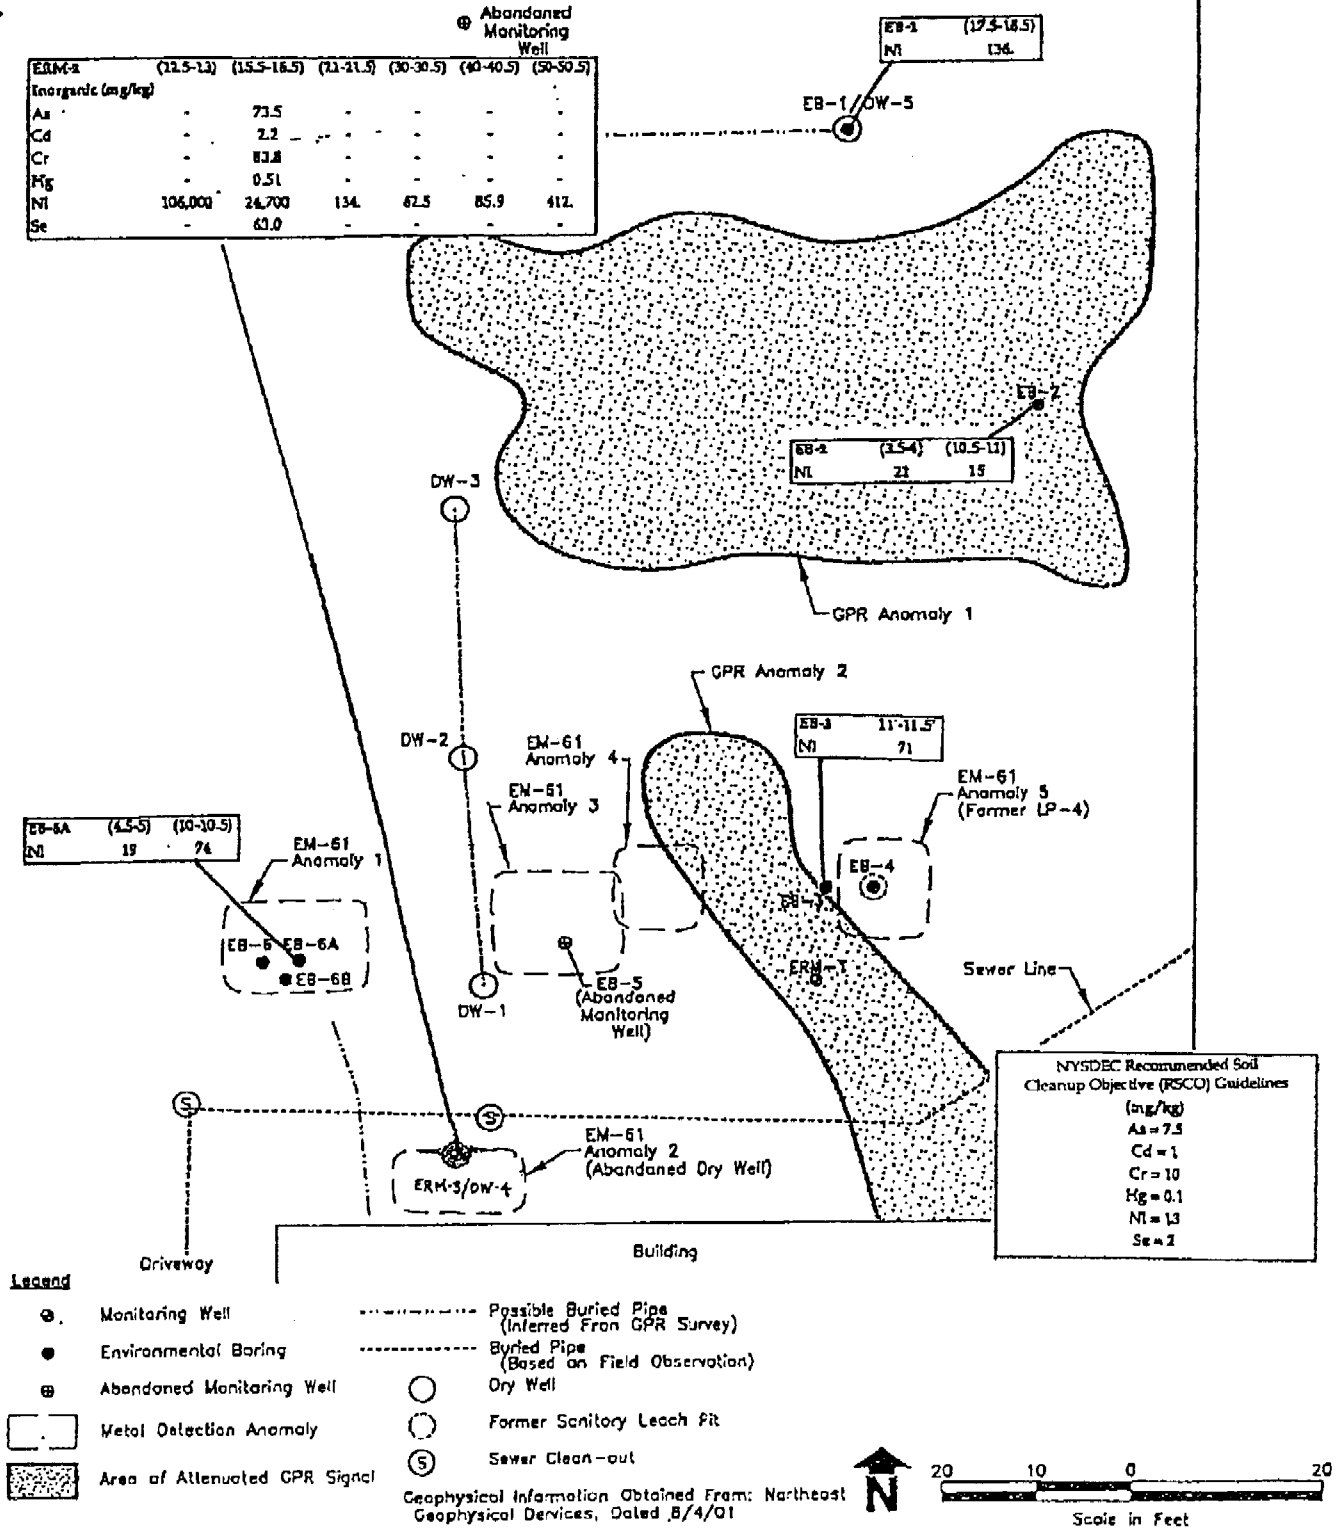 Abandoned
Monitoring
Well
EB-1 (17.5-18.5)
Ni 136.
(12.5-13) (15.5-16.5) (21-21.5) (30-30.5) (40-40.5) (50-50.5)
Inorganic (mg/kg)
As - 73.5 - - - -
Cd - 2.2 - - - -
Cr - 83.8 - - - -
Hg - 0.51 - - - -
Ni 106,000 24,700 134. 62.5 85.9 412.
Se - 63.0 - - - -
EB-1/DW-5
EB-2
EB-2 (3.5-4) (10.5-11)
Ni 21 15
DW-3
GPR Anomaly 1
GPR Anomaly 2
EB-3 11'-11.5'
Ni 71
DW-2
EM-61
Anomaly 4
EM-61
Anomaly 3
EM-61
Anomaly 5
(Former LP-4)
EB-6A (4.5-5) (10-10.5)
Ni 19 74
EM-61
Anomaly 1
EB-4
EB-3
EB-6 EB-6A
EB-6B
ERM-1
Sewer Line
DW-1
EB-5
(Abandoned
Monitoring
Well)
NYSDEC Recommended Soil
Cleanup Objective (RSCO) Guidelines
(mg/kg)
As = 7.5
Cd = 1
Cr = 10
Hg = 0.1
Ni = 13
Se = 2
S
S
EM-61
Anomaly 2
(Abandoned Dry Well)
ERM-3/DW-4
Building
Driveway
Legend
Monitoring Well
Environmental Boring
Abandoned Monitoring Well
Metal Detection Anomaly
Area of Attenuated GPR Signal
Possible Buried Pipe
(Inferred From GPR Survey)
Buried Pipe
(Based on Field Observation)
Dry Well
Former Sanitary Leach Pit
S Sewer Clean-out
Geophysical Information Obtained From: Northeast
Geophysical Services, Dated 8/4/01
N
20 10 0 20
Scale in Feet